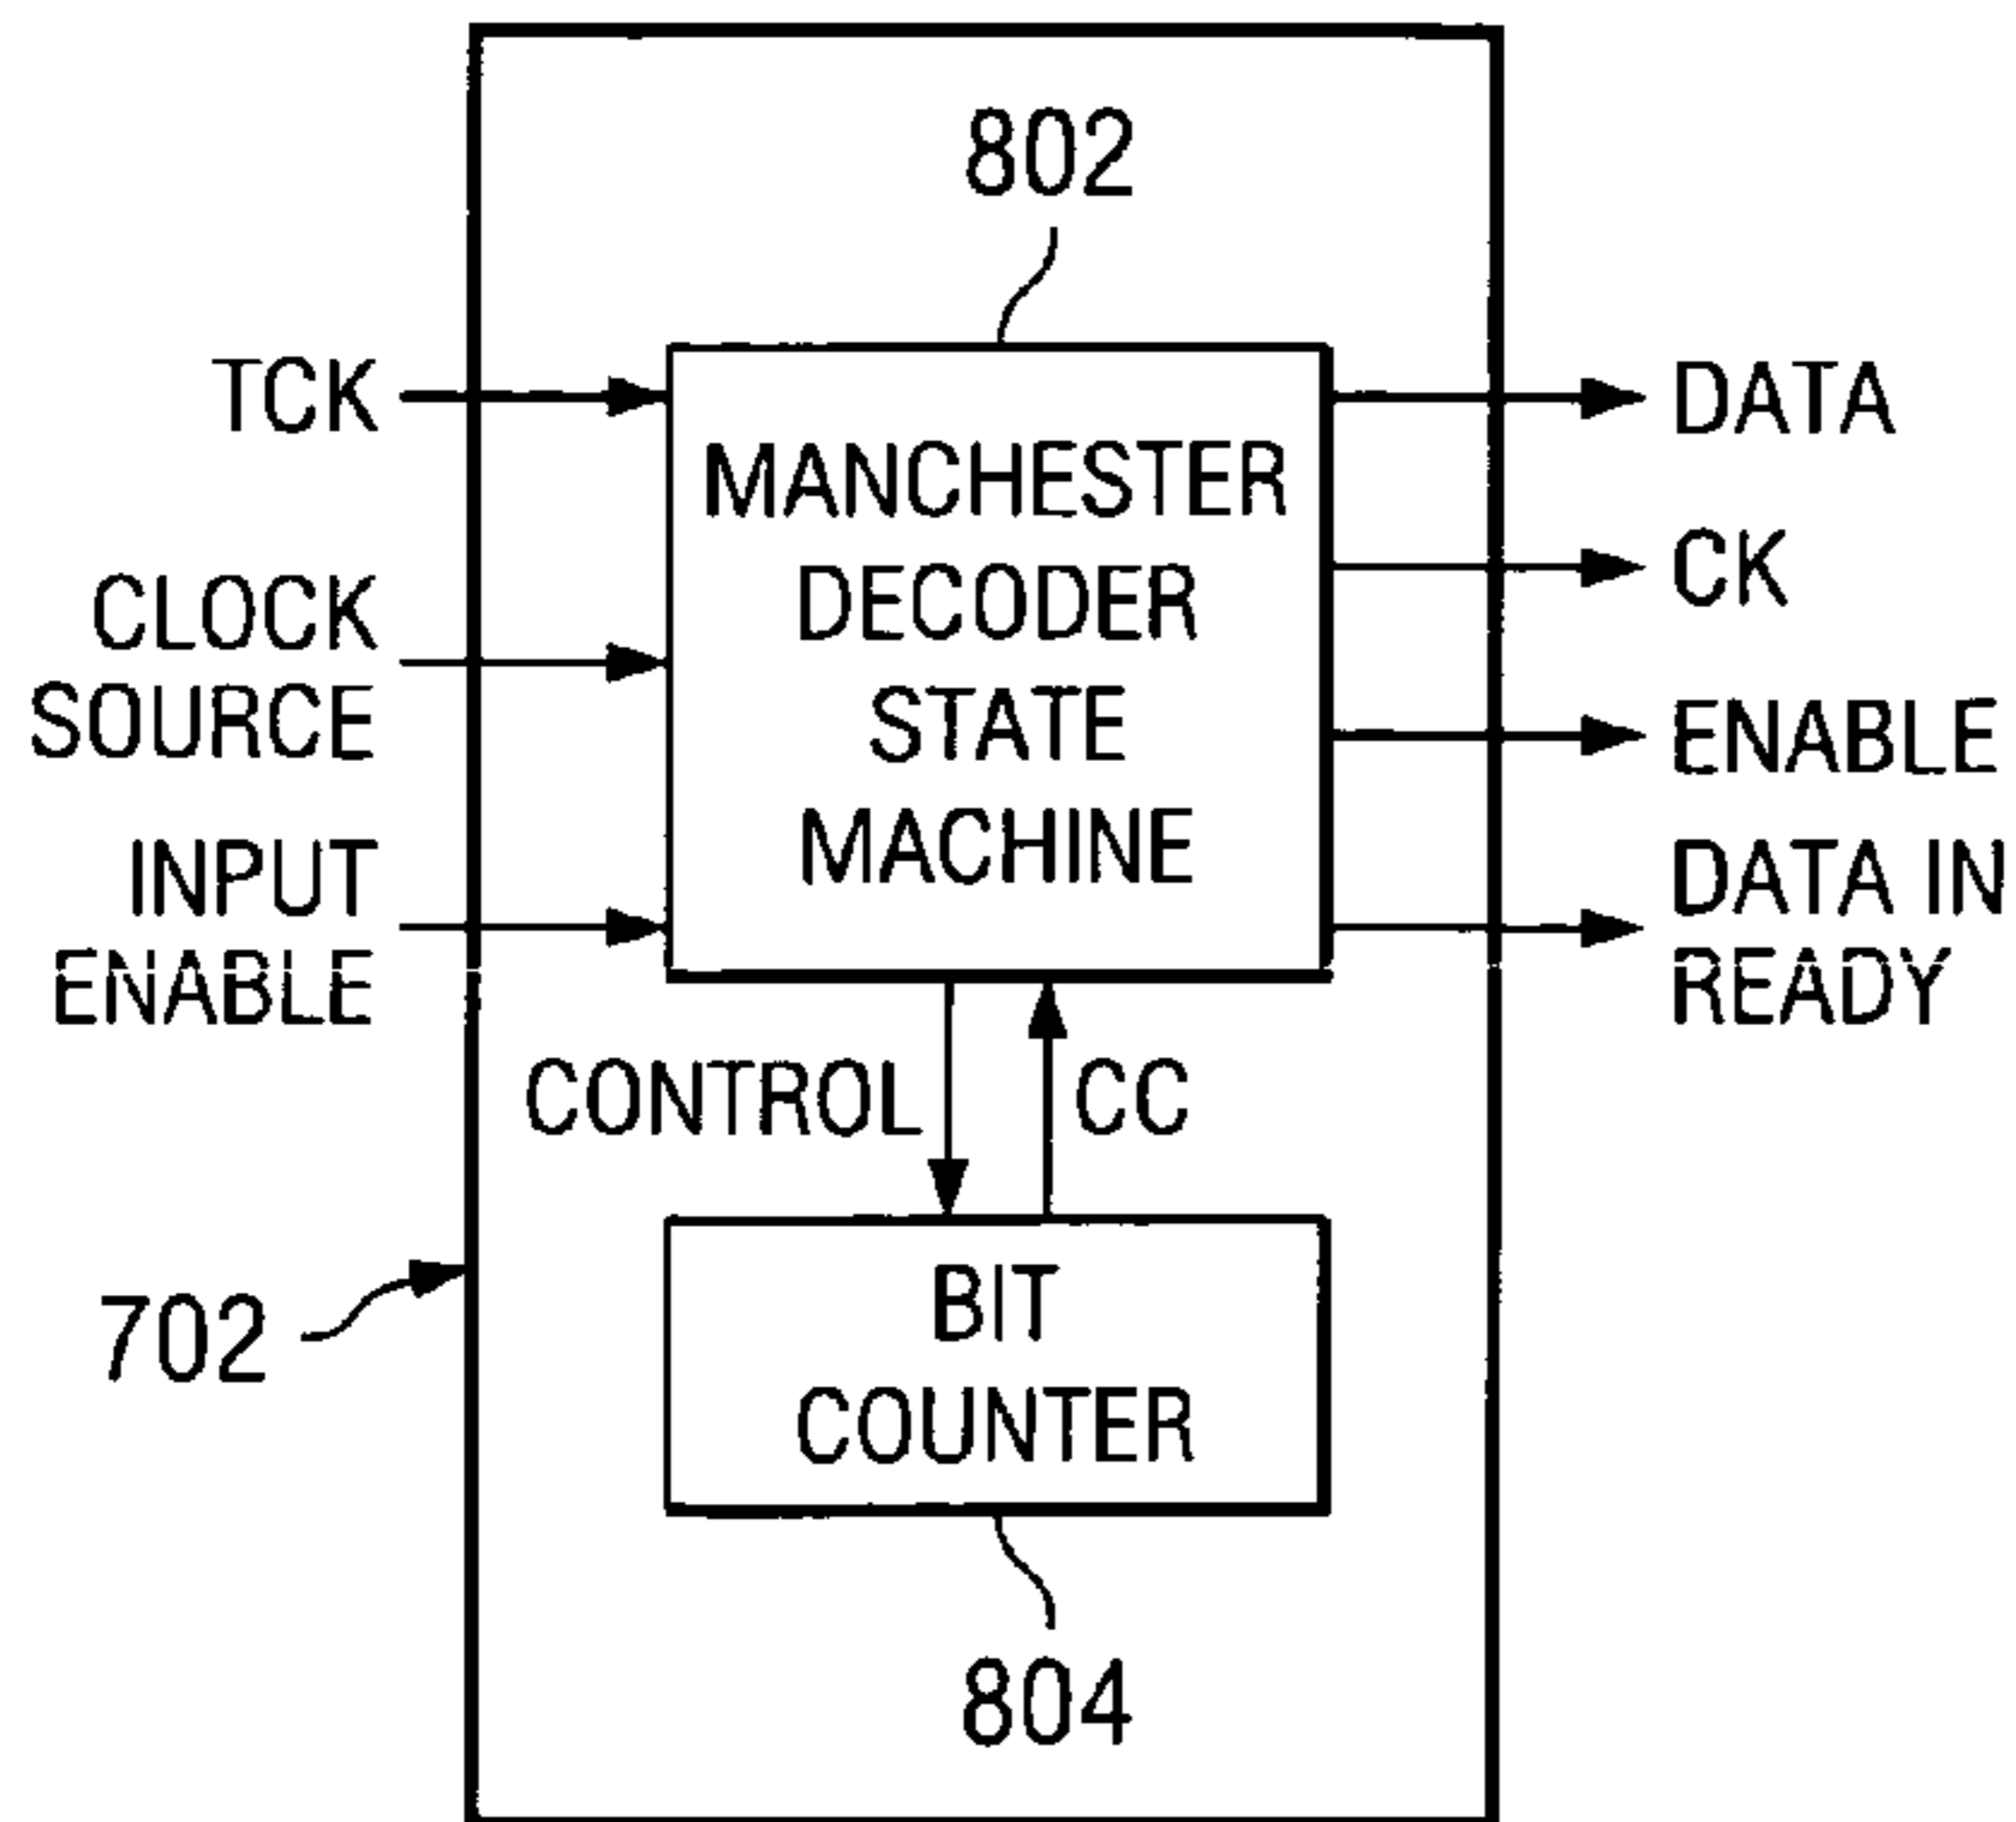 802
TCK
CLOCK
SOURCE
INPUT
ENABLE
MANCHESTER
DECODER
STATE
MACHINE
DATA
CK
ENABLE
DATA IN
READY
CONTROL
CC
702
BIT
COUNTER
804